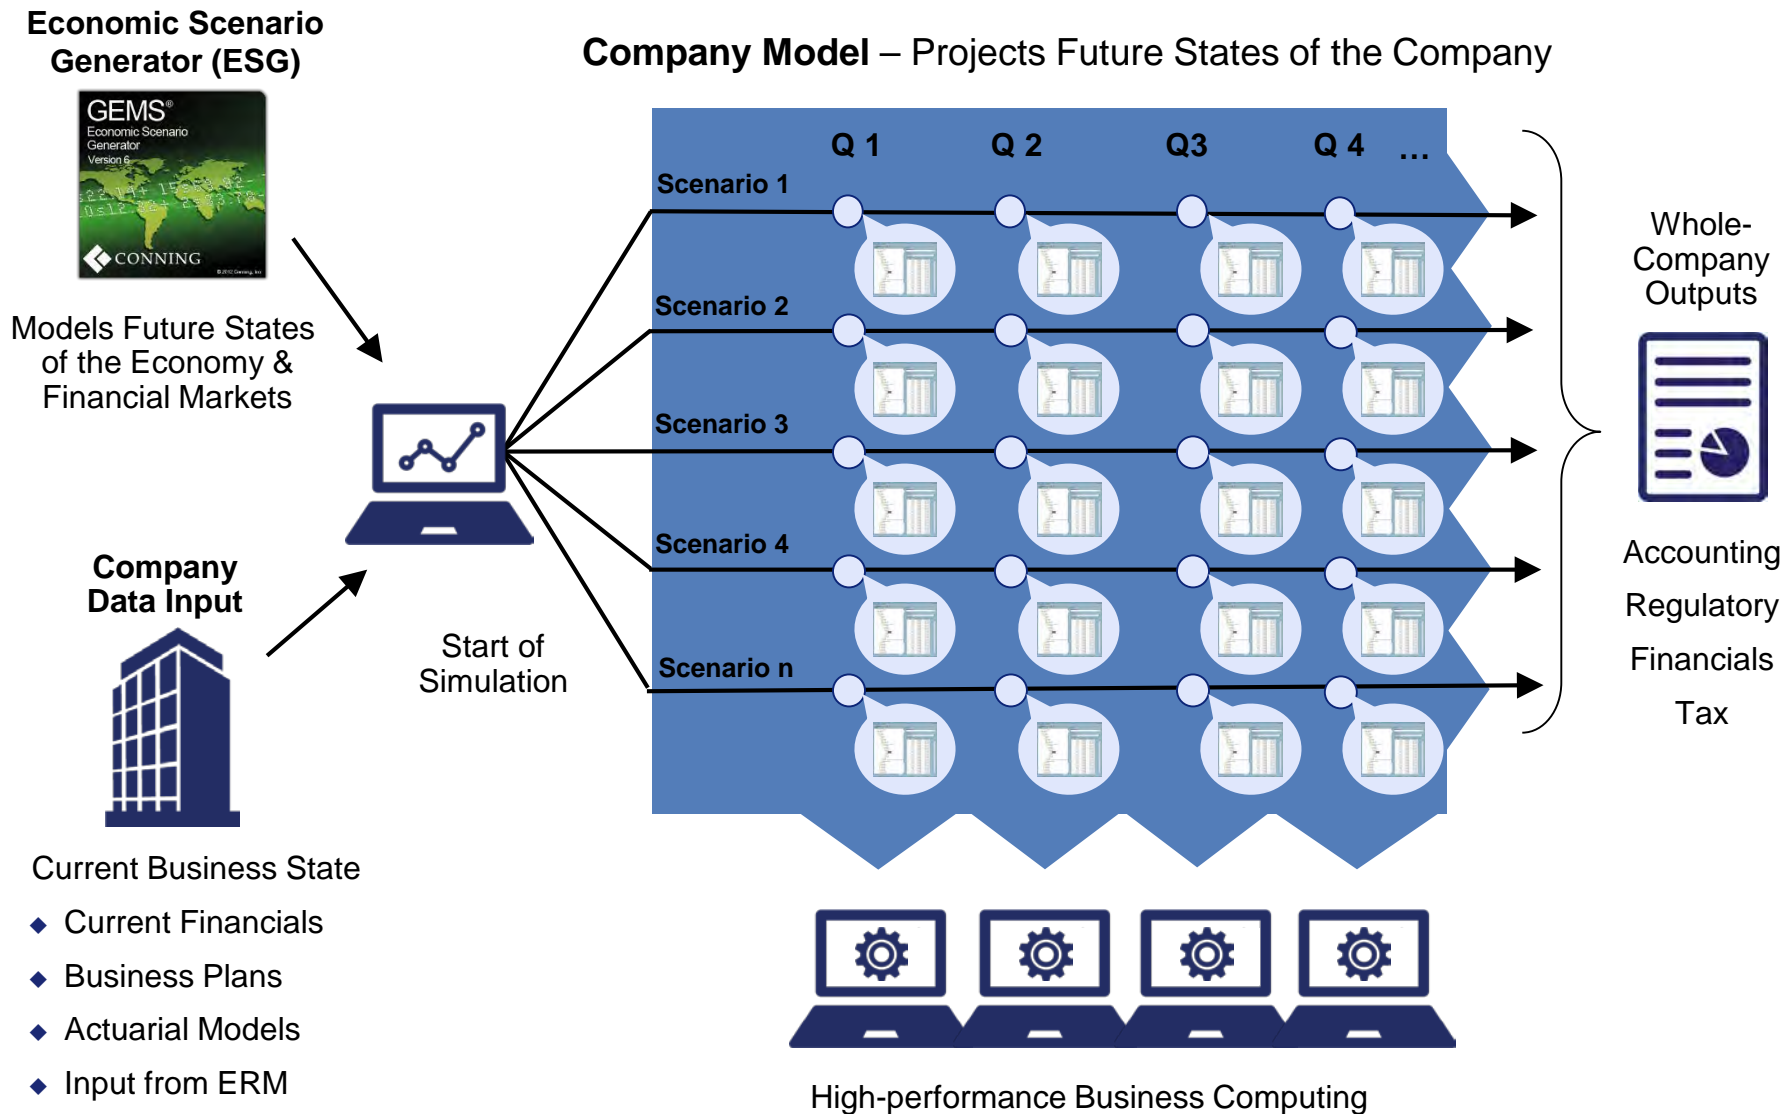 Economic Scenario
Generator (ESG)
GEMS®
Economic Scenario
Generator
Version 6
CONNING
Models Future States
of the Economy &
Financial Markets
Company
Data Input
Current Business State
◆ Current Financials
◆ Business Plans
◆ Actuarial Models
◆ Input from ERM
Start of
Simulation
Company Model – Projects Future States of the Company
Q 1 Q 2 Q3 Q 4 ...
Scenario 1
Scenario 2
Scenario 3
Scenario 4
Scenario n
High-performance Business Computing
Whole-
Company
Outputs
Accounting
Regulatory
Financials
Tax